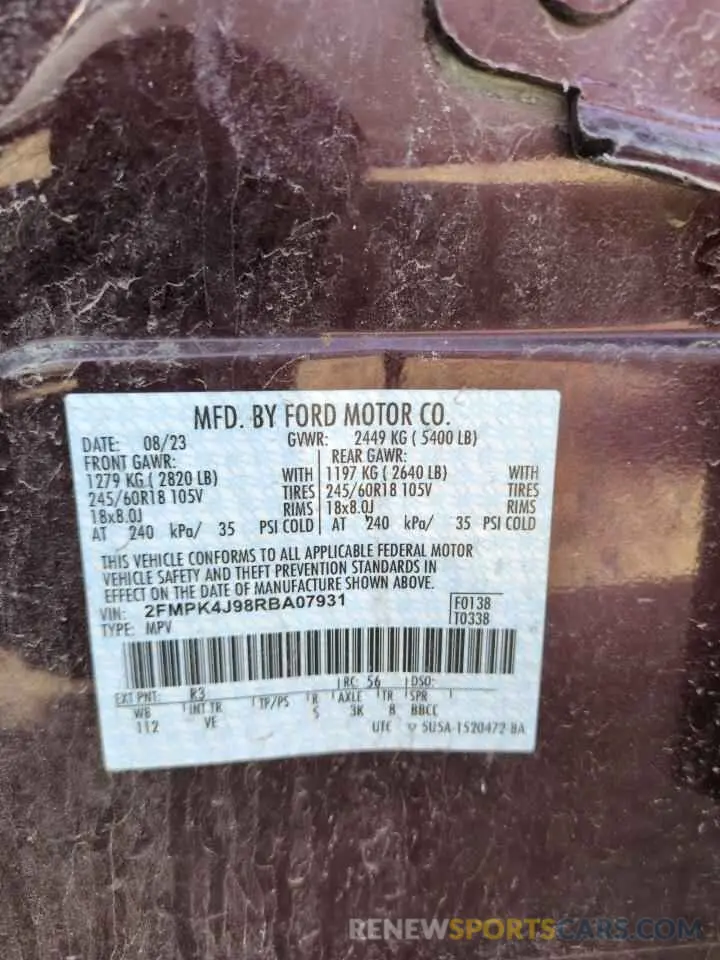 MFD. BY FORD MOTOR CO.
DATE: 08/23 GVWR: 2449 KG ( 5400 LB)
FRONT GAWR: REAR GAWR:
1279 KG ( 2820 LB) WITH 1197 KG ( 2640 LB) WITH
245/60R18 105V TIRES 245/60R18 105V TIRES
18x8.0J RIMS 18x8.0J RIMS
AT 240 kPa/ 35 PSI COLD AT 240 kPa/ 35 PSI COLD
THIS VEHICLE CONFORMS TO ALL APPLICABLE FEDERAL MOTOR
VEHICLE SAFETY AND THEFT PREVENTION STANDARDS IN
EFFECT ON THE DATE OF MANUFACTURE SHOWN ABOVE.
VIN: 2FMPK4J98RBA07931 F0138
TYPE: MPV T0338
RC: 56 DSO:
EXT PNT: R3
WB INT TR TP/PS R AXLE TR SPR
112 VE 5 3K 8 BBCC
UTC 5U5A-1520472-BA
RENEWSPORTSCARS.COM